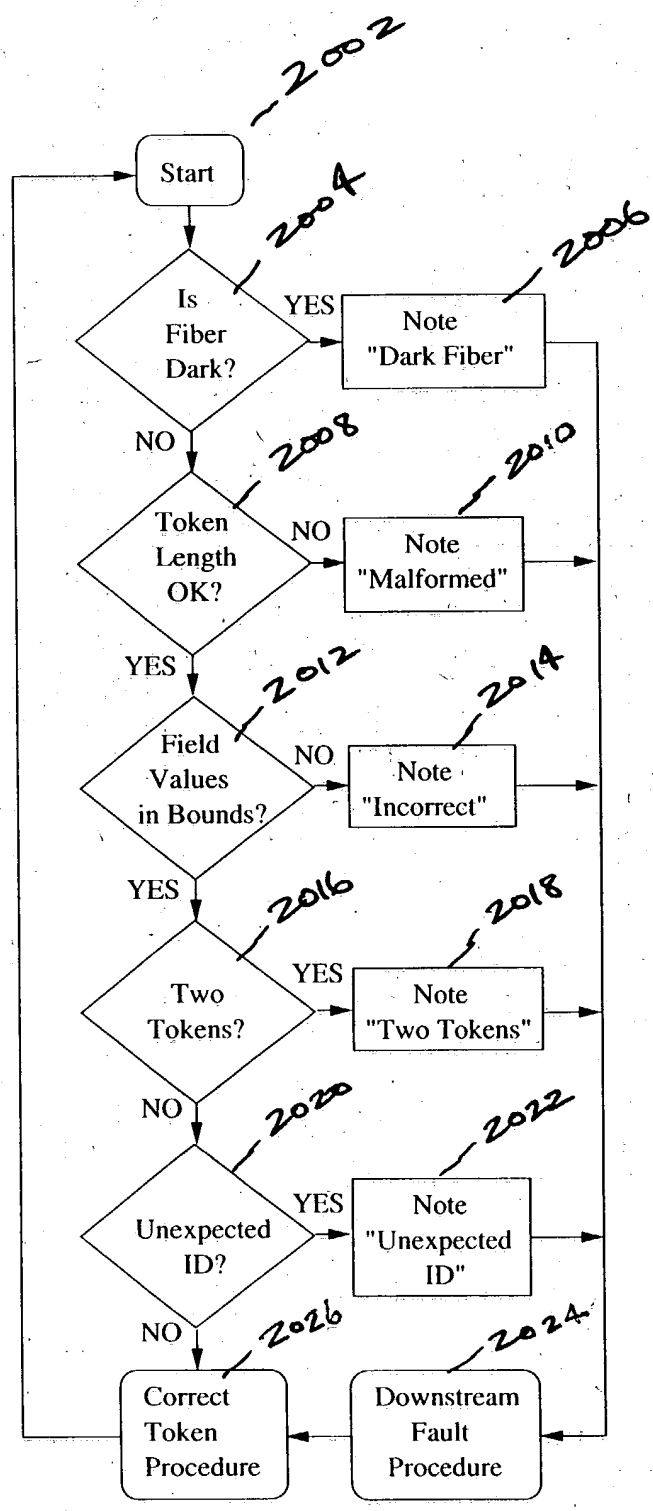 2002
Start
2004
Is
Fiber
Dark?
YES
2006
Note
"Dark Fiber"
NO
2008
Token
Length
OK?
NO
2010
Note
"Malformed"
YES
2012
Field
Values
in Bounds?
NO
2014
Note
"Incorrect"
YES
2016
Two
Tokens?
YES
2018
Note
"Two Tokens"
NO
2020
Unexpected
ID?
YES
2022
Note
"Unexpected
ID"
NO
2026
Correct
Token
Procedure
2024
Downstream
Fault
Procedure